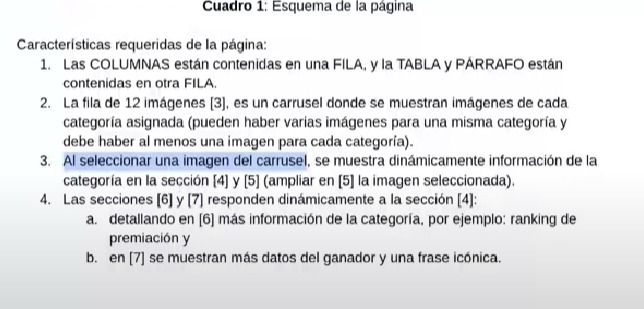 Cuadro 1: Esquema de la página
Características requeridas de la página:
1. Las COLUMNAS están contenidas en una FILA, y la TABLA y PÁRRAFO están
contenidas en otra FILA.
2. La fila de 12 imágenes [3], es un carrusel donde se muestran imágenes de cada
categoría asignada (pueden haber varias imágenes para una misma categoría y
debe haber al menos una imagen para cada categoría).
3. Al seleccionar una imagen del carrusel, se muestra dinámicamente información de la
categoría en la sección [4] y [5] (ampliar en [5] la imagen seleccionada).
4. Las secciones [6] y [7] responden dinámicamente a la sección [4]:
a. detallando en [6] más información de la categoría, por ejemplo: ranking de
premiación y
b. en [7] se muestran más datos del ganador y una frase icónica.